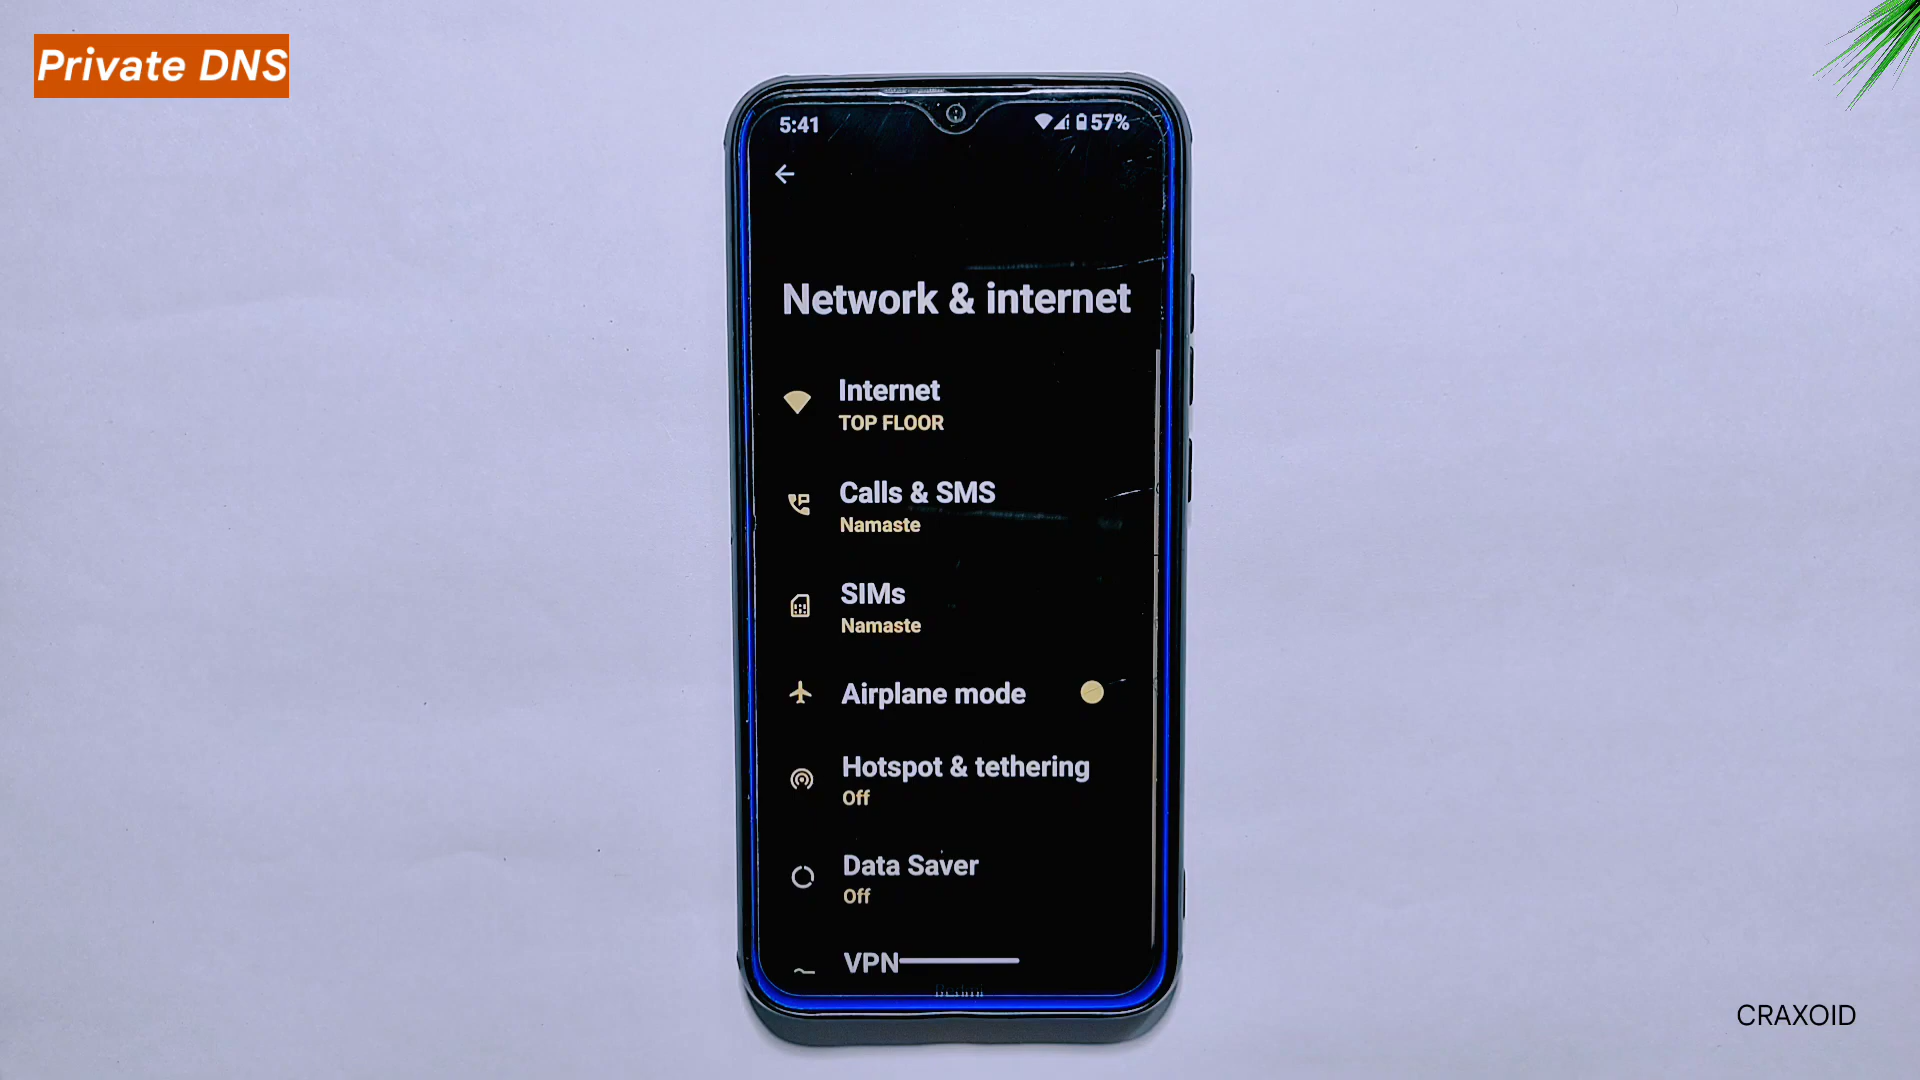 Private DNS
5:41
57%
Network & internet
Internet
TOP FLOOR
Calls & SMS
Namaste
SIMs
Namaste
Airplane mode
Hotspot & tethering
Off
Data Saver
Off
VPN
Redmi
CRAXOID